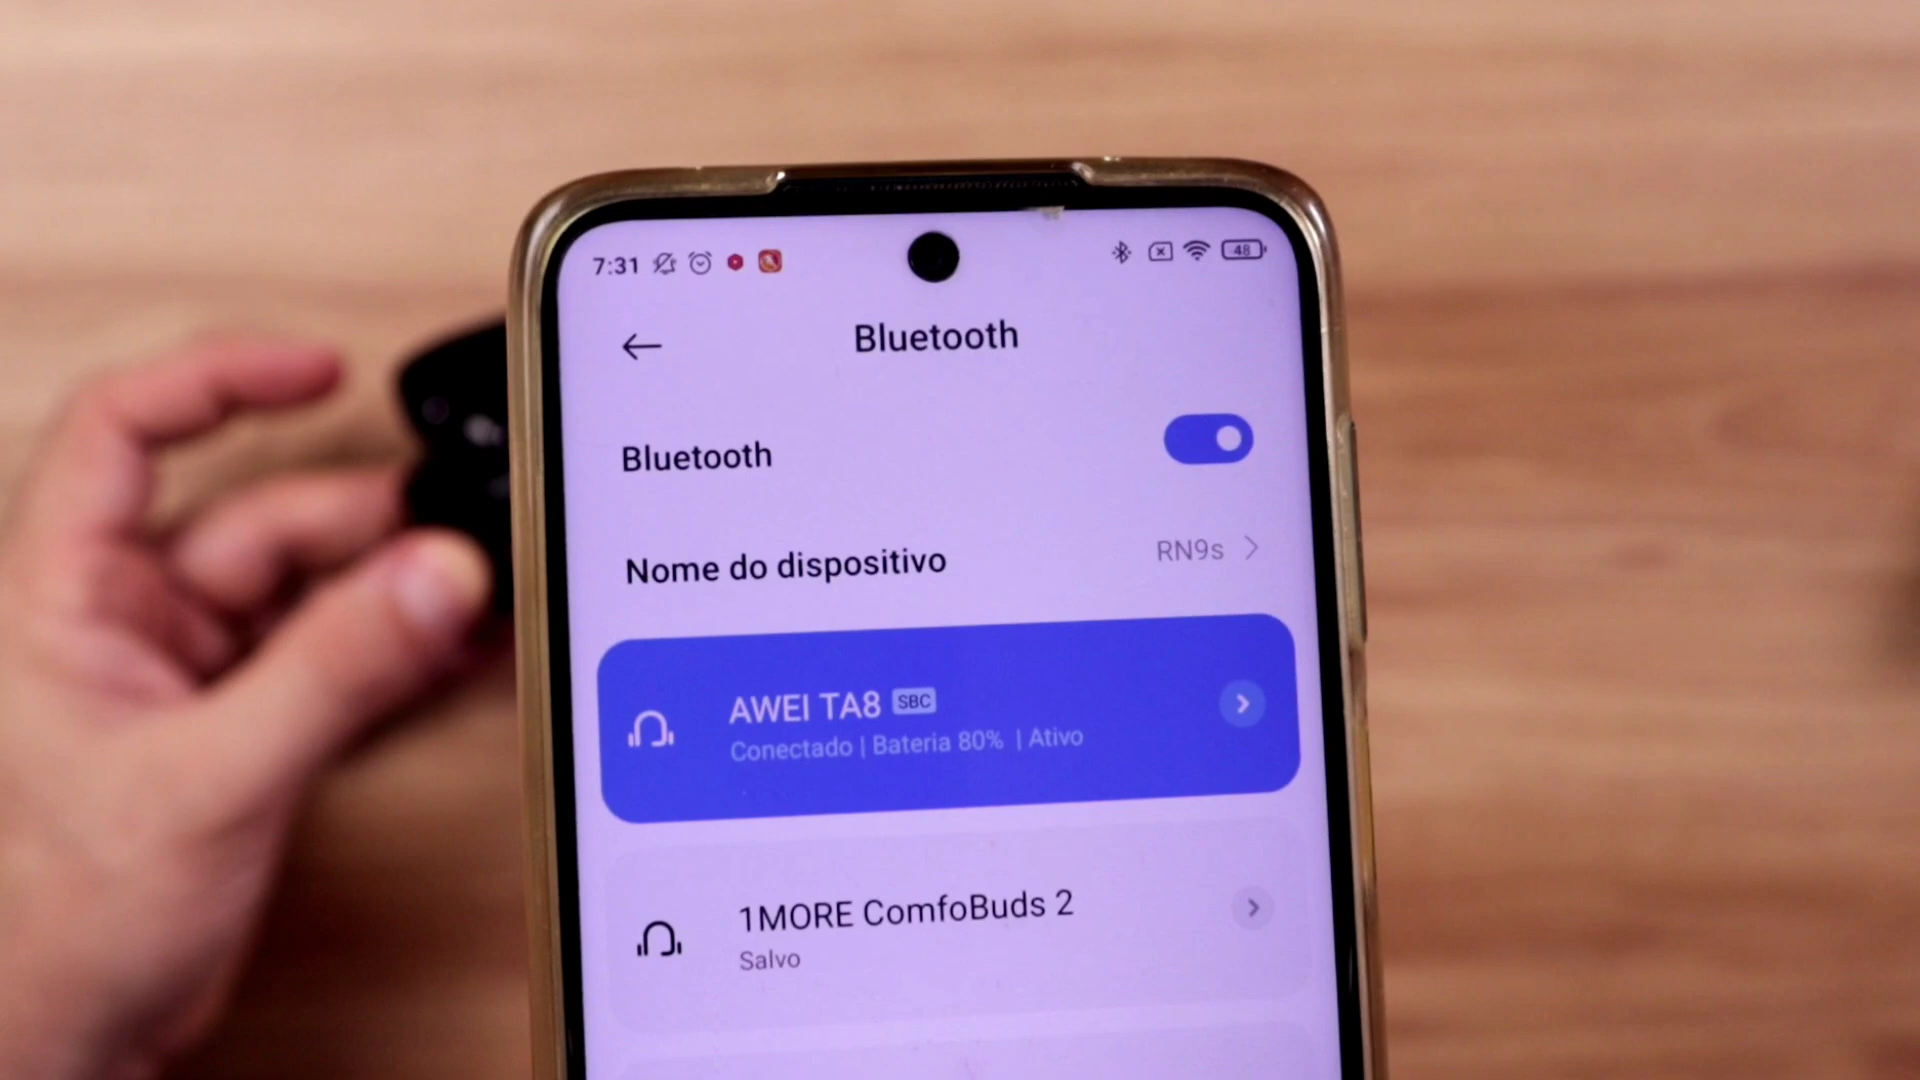 7:31
48
Bluetooth
Bluetooth
Nome do dispositivo
RN9s
AWEI TA8 SBC
Conectado | Bateria 80% | Ativo
1MORE ComfoBuds 2
Salvo